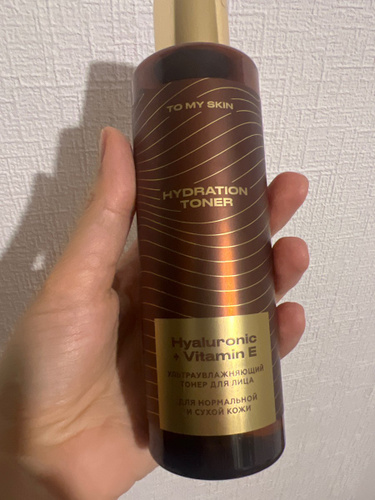 TO MY SKIN
HYDRATION
TONER
Hyaluronic
+ Vitamin E
УЛЬТРАУВЛАЖНЯЮЩИЙ
ТОНЕР ДЛЯ ЛИЦА
ДЛЯ НОРМАЛЬНОЙ
И СУХОЙ КОЖИ